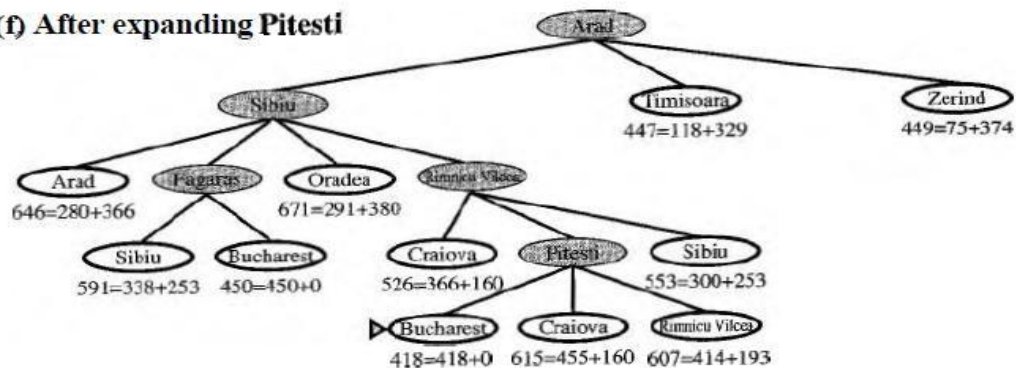 (f) After expanding Pitesti
Arad
Sibiu
Timisoara
Zerind
447=118+329
449=75+374
Arad
Fagaras
Oradea
Rimnicu Vilcea
646=280+366
671=291+380
Sibiu
Bucharest
Craiova
Pitesti
Sibiu
591=338+253
450=450+0
526=366+160
553=300+253
Bucharest
Craiova
Rimnicu Vilcea
418=418+0
615=455+160
607=414+193